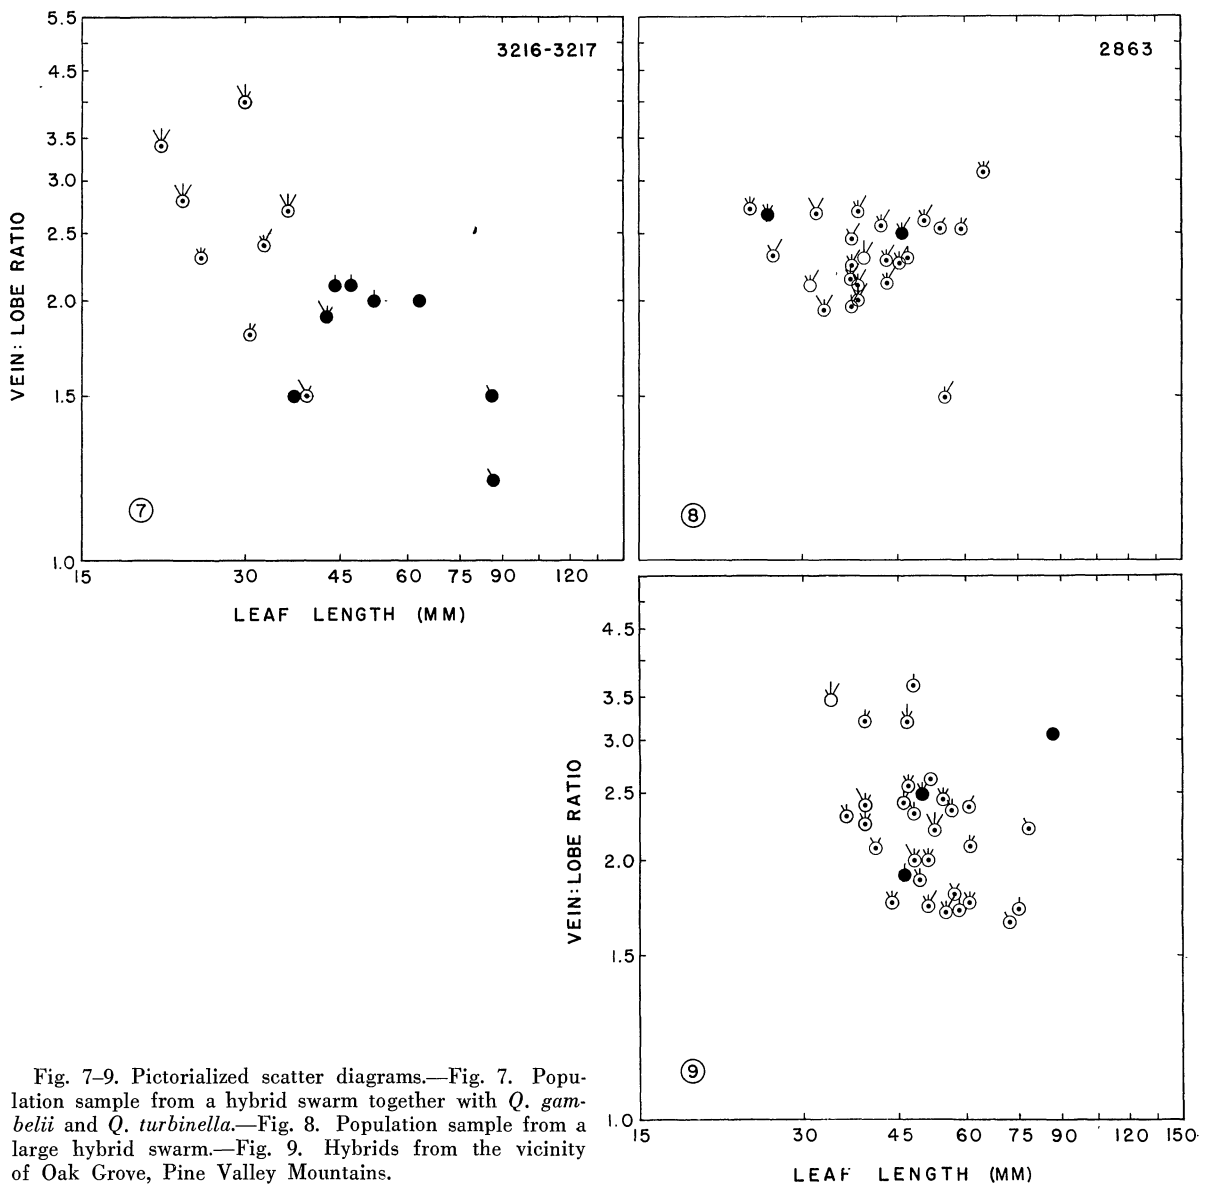 3216-3217
5.5
4.5
3.5
3.0
2.5
2.0
1.5
1.0
VEIN: LOBE RATIO
7
15 30 45 60 75 90 120
LEAF LENGTH (MM)
2863
8
4.5
3.5
3.0
2.5
2.0
1.5
1.0
VEIN: LOBE RATIO
9
15 30 45 60 75 90 120 150
LEAF LENGTH (MM)
Fig. 7–9. Pictorialized scatter diagrams.—Fig. 7. Popu-
lation sample from a hybrid swarm together with Q. gam-
belii and Q. turbinella.—Fig. 8. Population sample from a
large hybrid swarm.—Fig. 9. Hybrids from the vicinity
of Oak Grove, Pine Valley Mountains.